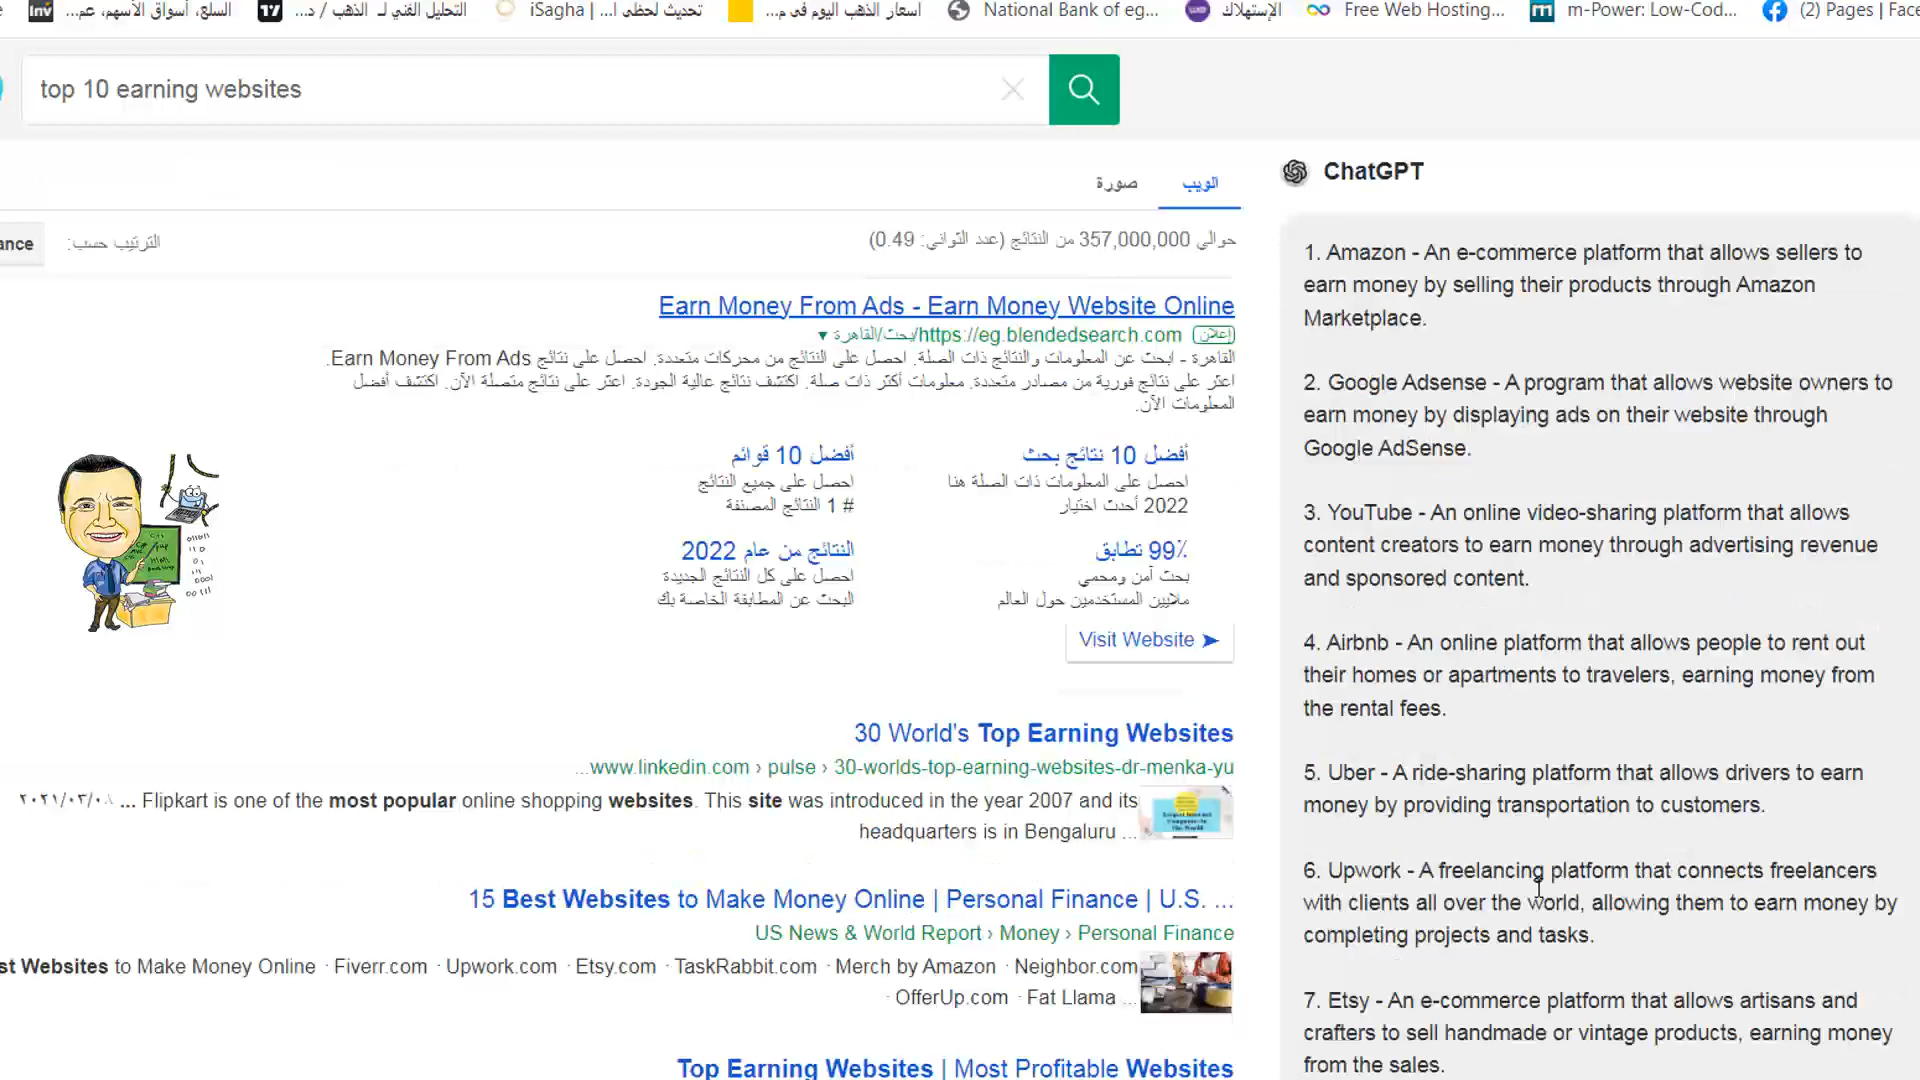 السلع، أسواق الأسهم، عم...
التحليل الفني لـ الذهب / د...
iSagha | تحديث لحظى ا...
اسعار الذهب اليوم فى م...
National Bank of eg...
الإستهلاك
Free Web Hosting...
m-Power: Low-Cod...
(2) Pages | Face
top 10 earning websites
الويب
صورة
ance
الترتيب حسب:
حوالي 357,000,000 من النتائج (عدد الثواني: 0.49)
Earn Money From Ads - Earn Money Website Online
إعلان https://eg.blendedsearch.com/بحث/القاهرة
القاهرة - ابحث عن المعلومات والنتائج ذات الصلة. احصل على النتائج من محركات متعددة. احصل على نتائج Earn Money From Ads.
اعثر على نتائج فورية من مصادر متعددة. معلومات أكثر ذات صلة. اكتشف نتائج عالية الجودة. اعثر على نتائج متصلة الآن. اكتشف أفضل
المعلومات الآن.
أفضل 10 نتائج بحث
احصل على المعلومات ذات الصلة هنا
2022 أحدث اختيار
أفضل 10 قوائم
احصل على جميع النتائج
# 1 النتائج المصنفة
99٪ تطابق
بحث آمن ومحمي
ملايين المستخدمين حول العالم
النتائج من عام 2022
احصل على كل النتائج الجديدة
البحث عن المطابقة الخاصة بك
Visit Website
30 World's Top Earning Websites
...www.linkedin.com › pulse › 30-worlds-top-earning-websites-dr-menka-yu
... Flipkart is one of the most popular online shopping websites. This site was introduced in the year 2007 and its
headquarters is in Bengaluru ...
15 Best Websites to Make Money Online | Personal Finance | U.S. ...
US News & World Report › Money › Personal Finance
st Websites to Make Money Online · Fiverr.com · Upwork.com · Etsy.com · TaskRabbit.com · Merch by Amazon · Neighbor.com
· OfferUp.com · Fat Llama ...
Top Earning Websites | Most Profitable Websites
ChatGPT
1. Amazon - An e-commerce platform that allows sellers to
earn money by selling their products through Amazon
Marketplace.
2. Google Adsense - A program that allows website owners to
earn money by displaying ads on their website through
Google AdSense.
3. YouTube - An online video-sharing platform that allows
content creators to earn money through advertising revenue
and sponsored content.
4. Airbnb - An online platform that allows people to rent out
their homes or apartments to travelers, earning money from
the rental fees.
5. Uber - A ride-sharing platform that allows drivers to earn
money by providing transportation to customers.
6. Upwork - A freelancing platform that connects freelancers
with clients all over the world, allowing them to earn money by
completing projects and tasks.
7. Etsy - An e-commerce platform that allows artisans and
crafters to sell handmade or vintage products, earning money
from the sales.